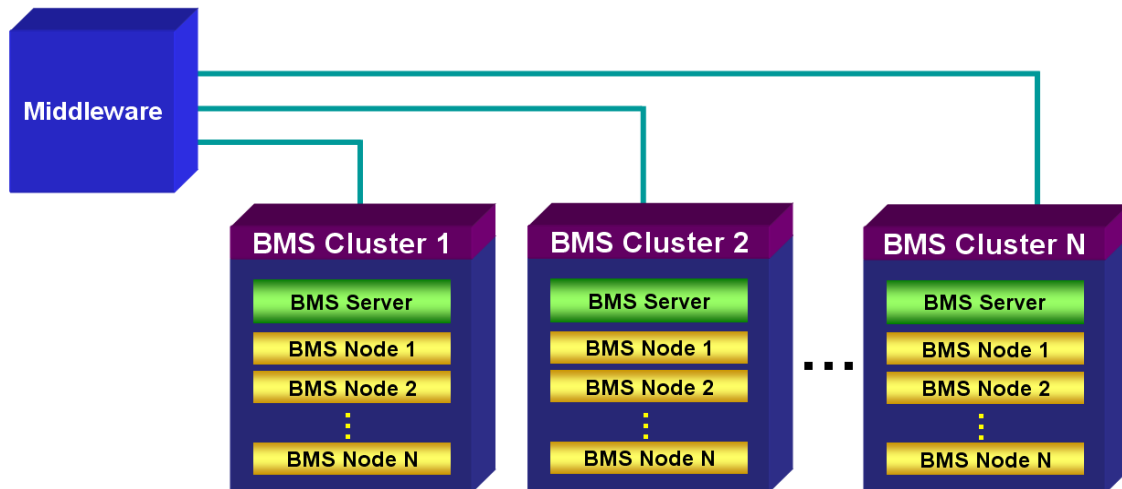 Middleware
BMS Cluster 1
BMS Server
BMS Node 1
BMS Node 2
BMS Node N
BMS Cluster 2
BMS Server
BMS Node 1
BMS Node 2
BMS Node N
...
BMS Cluster N
BMS Server
BMS Node 1
BMS Node 2
BMS Node N